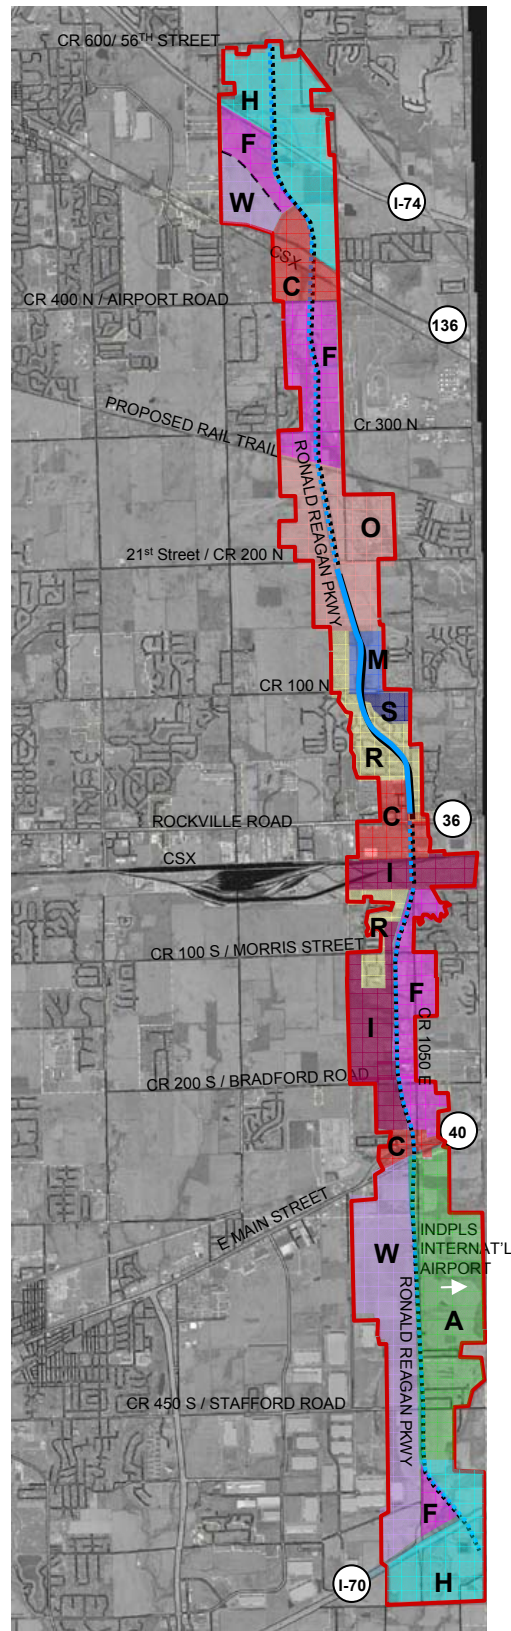 CR 600/ 56TH STREET
H
F
W
I-74
CSX
C
CR 400 N / AIRPORT ROAD
136
F
PROPOSED RAIL TRAIL
Cr 300 N
RONALD REAGAN PKWY
O
21st Street / CR 200 N
M
CR 100 N
S
R
C
36
ROCKVILLE ROAD
CSX
I
R
CR 100 S / MORRIS STREET
F
I
CR 1050 E
CR 200 S / BRADFORD ROAD
40
C
E MAIN STREET
W
INDPLS
INTERNAT'L
AIRPORT
A
RONALD REAGAN PKWY
CR 450 S / STAFFORD ROAD
F
I-70
H